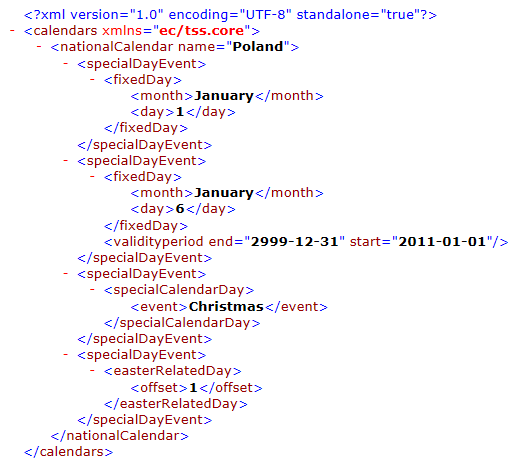 <?xml version="1.0" encoding="UTF-8" standalone="true"?>
- <calendars xmlns="ec/tss.core">
- <nationalCalendar name="Poland">
- <specialDayEvent>
- <fixedDay>
<month>January</month>
<day>1</day>
</fixedDay>
</specialDayEvent>
- <specialDayEvent>
- <fixedDay>
<month>January</month>
<day>6</day>
</fixedDay>
<validityperiod end="2999-12-31" start="2011-01-01"/>
</specialDayEvent>
- <specialDayEvent>
- <specialCalendarDay>
<event>Christmas</event>
</specialCalendarDay>
</specialDayEvent>
- <specialDayEvent>
- <easterRelatedDay>
<offset>1</offset>
</easterRelatedDay>
</specialDayEvent>
</nationalCalendar>
</calendars>